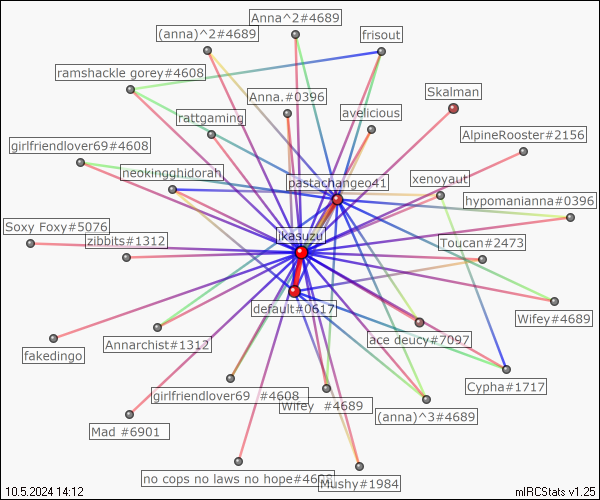 Anna^2#4689
(anna)^2#4689
frisout
ramshackle gorey#4608
Skalman
Anna.#0396
avelicious
rattgaming
AlpineRooster#2156
girlfriendlover69#4608
neokingghidorah
xenoyaut
pastachangeo41
hypomanianna#0396
Soxy Foxy#5076
ikasuzu
zibbits#1312
Toucan#2473
default#0617
Wifey#4689
Annarchist#1312
ace deucy#7097
fakedingo
Cypha#1717
girlfriendlover69 #4608
Wifey #4689
(anna)^3#4689
Mad #6901
no cops no laws no hope#4608
Mushy#1984
10.5.2024 14:12
mIRCStats v1.25